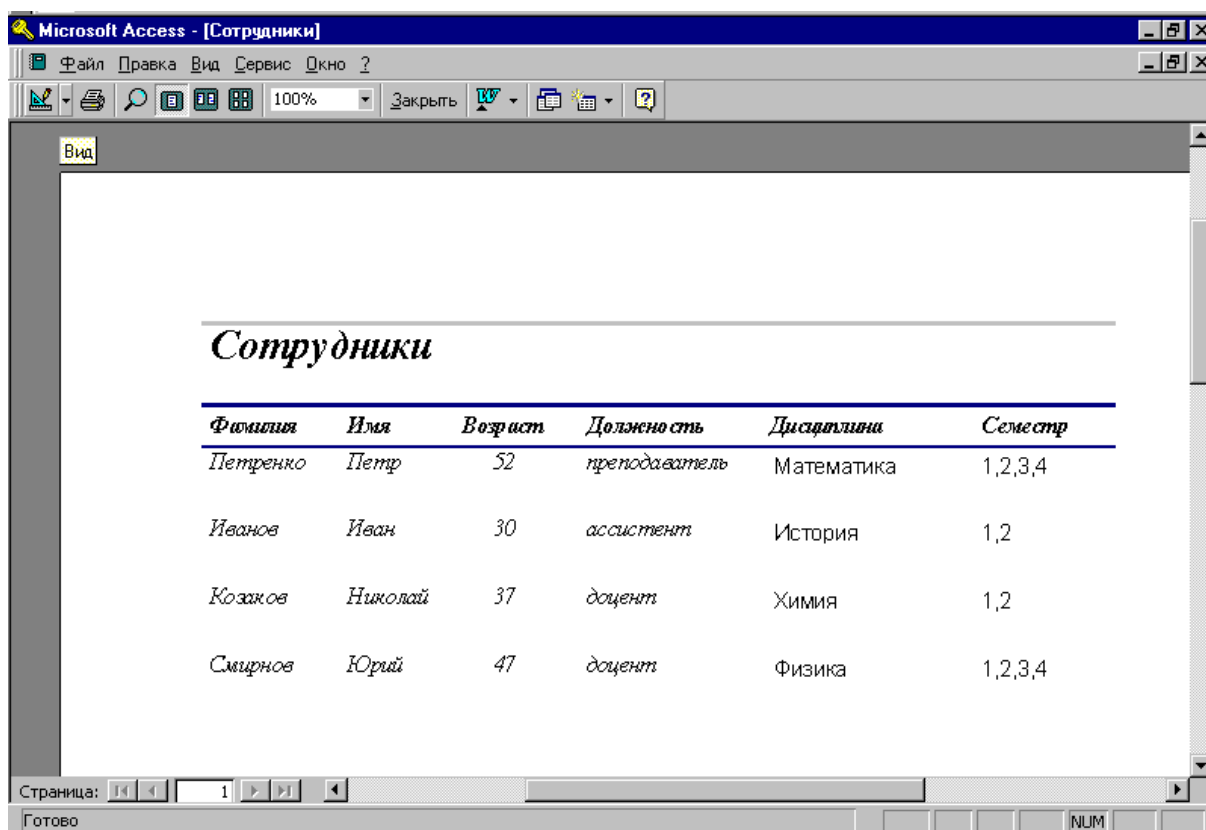 Microsoft Access - [Сотрудники]
Файл Правка Вид Сервис Окно ?
100% Закрыть
Вид
Сотрудники
Фамилия Имя Возраст Должность Дисциплина Семестр
Петренко Петр 52 преподаватель Математика 1,2,3,4
Иванов Иван 30 ассистент История 1,2
Козаков Николай 37 доцент Химия 1,2
Смирнов Юрий 47 доцент Физика 1,2,3,4
Страница: 1
Готово NUM